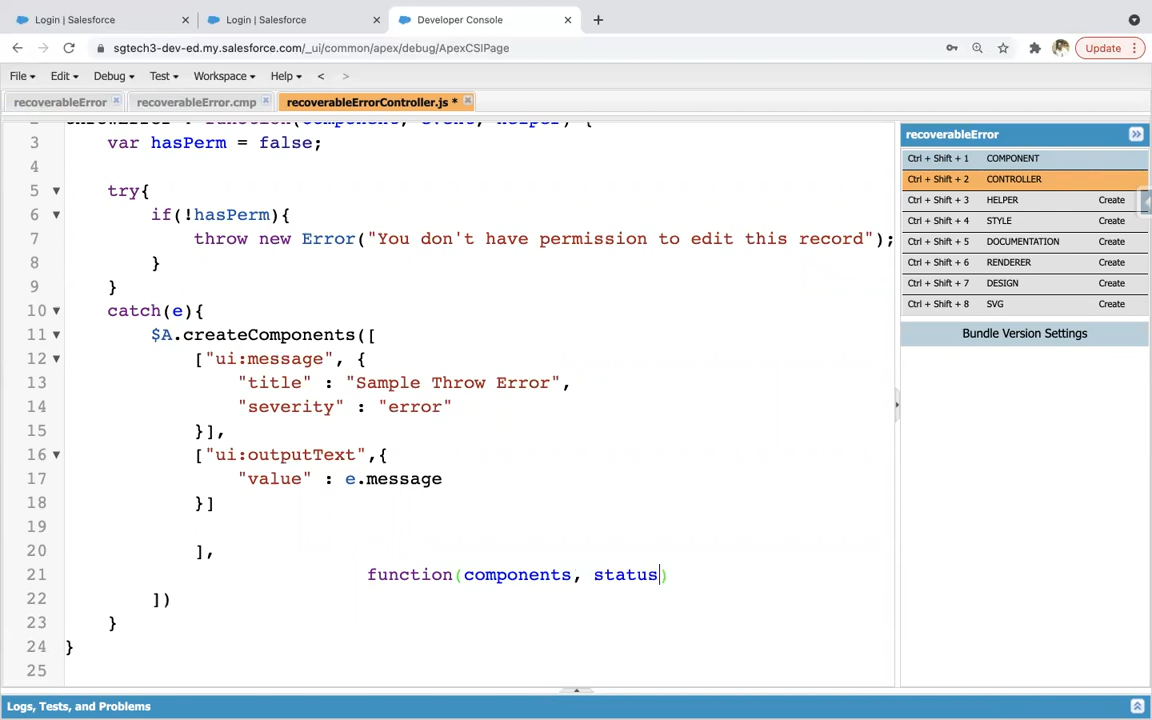 Login | Salesforce
Login | Salesforce
Developer Console
sgtech3-dev-ed.my.salesforce.com/_ui/common/apex/debug/ApexCSIPage
Update
File Edit Debug Test Workspace Help < >
recoverableError
recoverableError.cmp
recoverableErrorController.js *
3 var hasPerm = false;
4
5 try{
6 if(!hasPerm){
7 throw new Error("You don't have permission to edit this record");
8 }
9 }
10 catch(e){
11 $A.createComponents([
12 ["ui:message", {
13 "title" : "Sample Throw Error",
14 "severity" : "error"
15 }],
16 ["ui:outputText",{
17 "value" : e.message
18 }]
19
20 ],
21 function(components, status)
22 ])
23 }
24 }
25
recoverableError
Ctrl + Shift + 1 COMPONENT
Ctrl + Shift + 2 CONTROLLER
Ctrl + Shift + 3 HELPER Create
Ctrl + Shift + 4 STYLE Create
Ctrl + Shift + 5 DOCUMENTATION Create
Ctrl + Shift + 6 RENDERER Create
Ctrl + Shift + 7 DESIGN Create
Ctrl + Shift + 8 SVG Create
Bundle Version Settings
Logs, Tests, and Problems